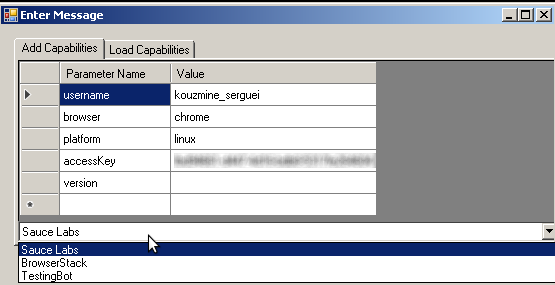 Enter Message
Add Capabilities Load Capabilities
Parameter Name Value
username kouzmine_serguei
browser chrome
platform linux
accessKey
version
*
Sauce Labs
Sauce Labs
BrowserStack
TestingBot